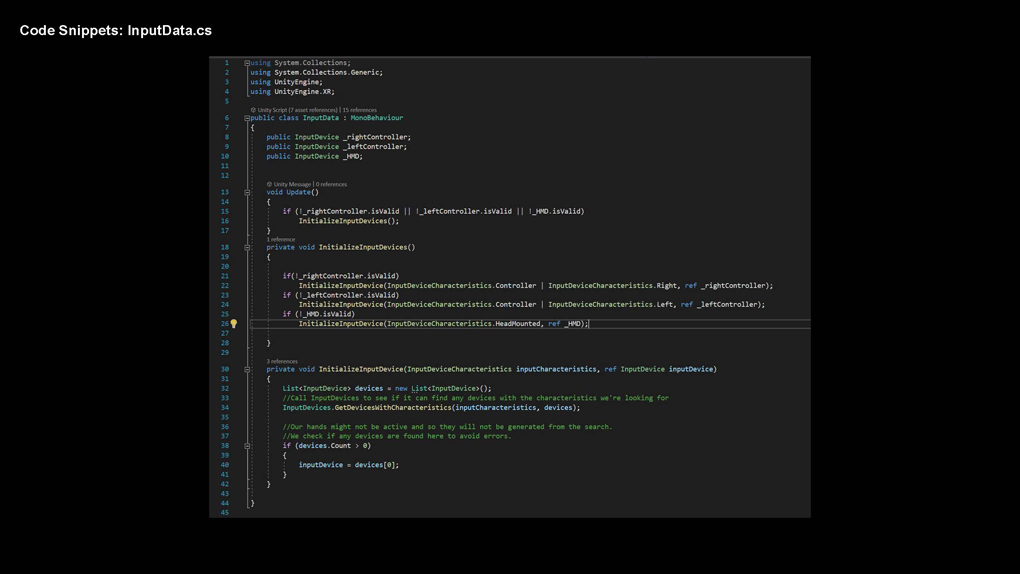 Code Snippets: InputData.cs
1 using System.Collections;
2 using System.Collections.Generic;
3 using UnityEngine;
4 using UnityEngine.XR;
5
Unity Script (7 asset references) | 15 references
6 public class InputData : MonoBehaviour
7 {
8 public InputDevice _rightController;
9 public InputDevice _leftController;
10 public InputDevice _HMD;
11
12
Unity Message | 0 references
13 void Update()
14 {
15 if (!_rightController.isValid || !_leftController.isValid || !_HMD.isValid)
16 InitializeInputDevices();
17 }
1 reference
18 private void InitializeInputDevices()
19 {
20
21 if(!_rightController.isValid)
22 InitializeInputDevice(InputDeviceCharacteristics.Controller | InputDeviceCharacteristics.Right, ref _rightController);
23 if (!_leftController.isValid)
24 InitializeInputDevice(InputDeviceCharacteristics.Controller | InputDeviceCharacteristics.Left, ref _leftController);
25 if (!_HMD.isValid)
26 InitializeInputDevice(InputDeviceCharacteristics.HeadMounted, ref _HMD);
27
28 }
29
3 references
30 private void InitializeInputDevice(InputDeviceCharacteristics inputCharacteristics, ref InputDevice inputDevice)
31 {
32 List<InputDevice> devices = new List<InputDevice>();
33 //Call InputDevices to see if it can find any devices with the characteristics we're looking for
34 InputDevices.GetDevicesWithCharacteristics(inputCharacteristics, devices);
35
36 //Our hands might not be active and so they will not be generated from the search.
37 //We check if any devices are found here to avoid errors.
38 if (devices.Count > 0)
39 {
40 inputDevice = devices[0];
41 }
42 }
43
44 }
45